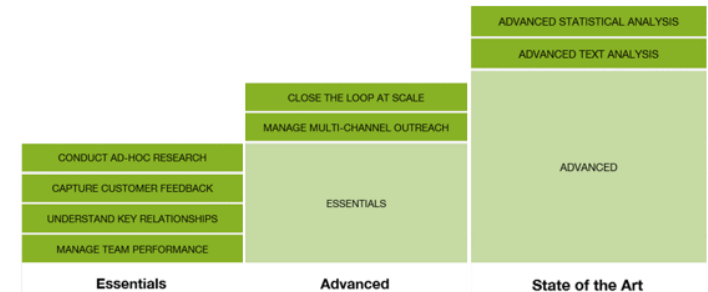 ADVANCED STATISTICAL ANALYSIS
ADVANCED TEXT ANALYSIS
CLOSE THE LOOP AT SCALE
MANAGE MULTI-CHANNEL OUTREACH
CONDUCT AD-HOC RESEARCH
CAPTURE CUSTOMER FEEDBACK
UNDERSTAND KEY RELATIONSHIPS
MANAGE TEAM PERFORMANCE
ESSENTIALS
ADVANCED
Essentials
Advanced
State of the Art